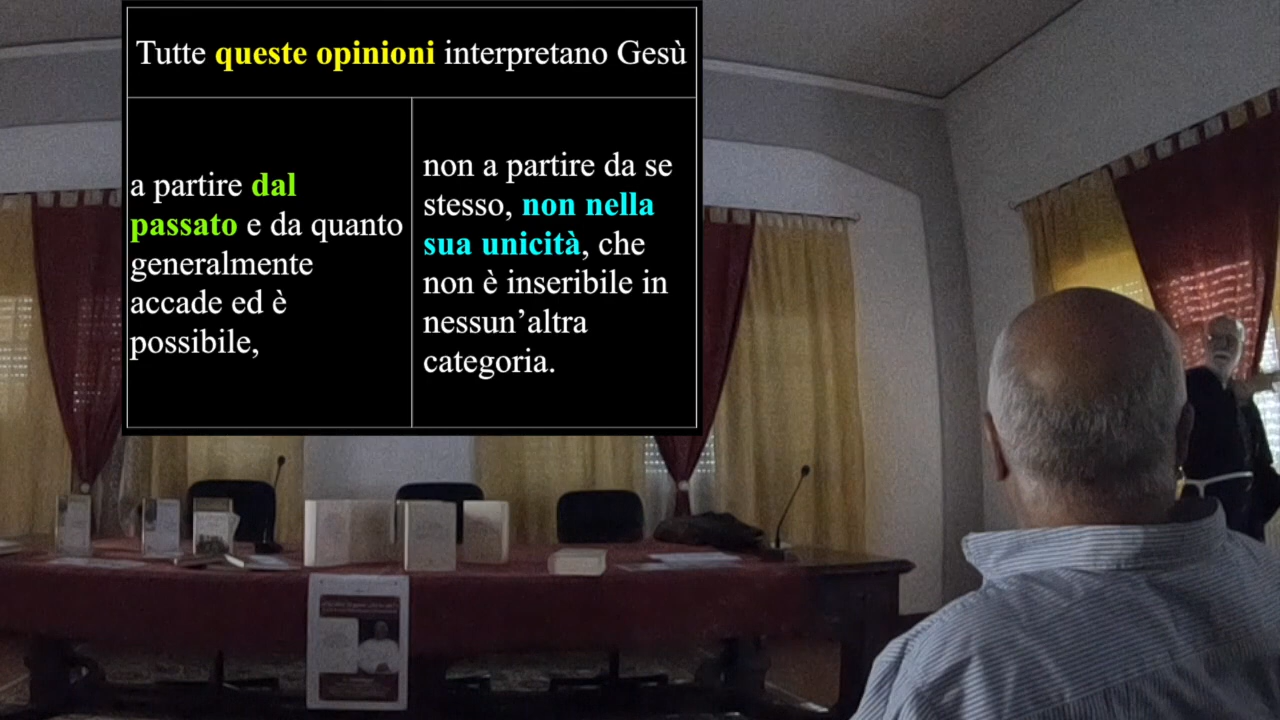 Tutte queste opinioni interpretano Gesù
a partire dal
passato e da quanto
generalmente
accade ed è
possibile,
non a partire da se
stesso, non nella
sua unicità, che
non è inseribile in
nessun’altra
categoria.